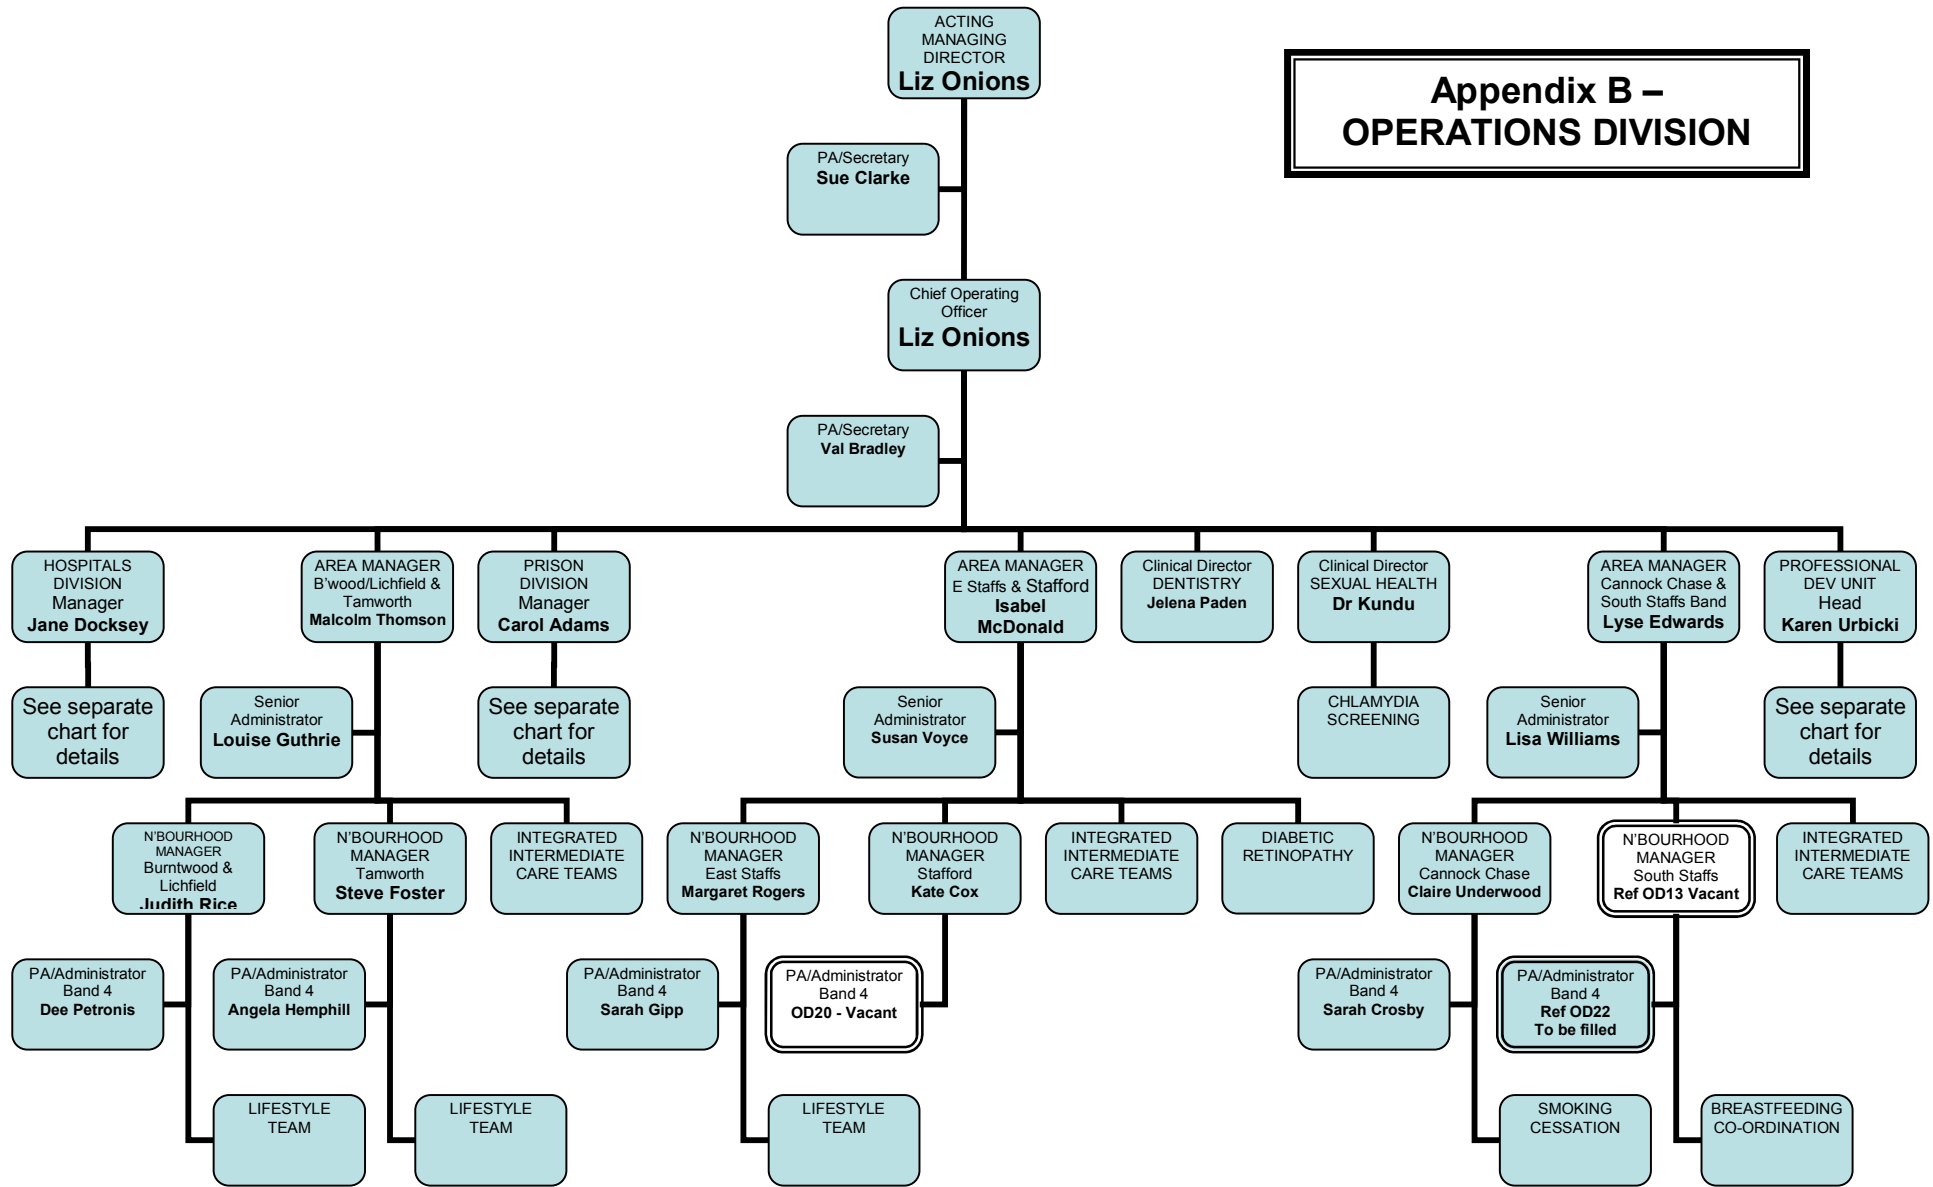 ACTING
MANAGING
DIRECTOR
Liz Onions
Appendix B –
OPERATIONS DIVISION
PA/Secretary
Sue Clarke
Chief Operating
Officer
Liz Onions
PA/Secretary
Val Bradley
HOSPITALS
DIVISION
Manager
Jane Docksey
AREA MANAGER
B'wood/Lichfield &
Tamworth
Malcolm Thomson
PRISON
DIVISION
Manager
Carol Adams
AREA MANAGER
E Staffs & Stafford
Isabel
McDonald
Clinical Director
DENTISTRY
Jelena Paden
Clinical Director
SEXUAL HEALTH
Dr Kundu
AREA MANAGER
Cannock Chase &
South Staffs Band
Lyse Edwards
PROFESSIONAL
DEV UNIT
Head
Karen Urbicki
See separate
chart for
details
Senior
Administrator
Louise Guthrie
See separate
chart for
details
Senior
Administrator
Susan Voyce
CHLAMYDIA
SCREENING
Senior
Administrator
Lisa Williams
See separate
chart for
details
N'BOURHOOD
MANAGER
Burntwood &
Lichfield
Judith Rice
N'BOURHOOD
MANAGER
Tamworth
Steve Foster
INTEGRATED
INTERMEDIATE
CARE TEAMS
N'BOURHOOD
MANAGER
East Staffs
Margaret Rogers
N'BOURHOOD
MANAGER
Stafford
Kate Cox
INTEGRATED
INTERMEDIATE
CARE TEAMS
DIABETIC
RETINOPATHY
N'BOURHOOD
MANAGER
Cannock Chase
Claire Underwood
N'BOURHOOD
MANAGER
South Staffs
Ref OD13 Vacant
INTEGRATED
INTERMEDIATE
CARE TEAMS
PA/Administrator
Band 4
Dee Petronis
PA/Administrator
Band 4
Angela Hemphill
PA/Administrator
Band 4
Sarah Gipp
PA/Administrator
Band 4
OD20 - Vacant
PA/Administrator
Band 4
Sarah Crosby
PA/Administrator
Band 4
Ref OD22
To be filled
LIFESTYLE
TEAM
LIFESTYLE
TEAM
LIFESTYLE
TEAM
SMOKING
CESSATION
BREASTFEEDING
CO-ORDINATION